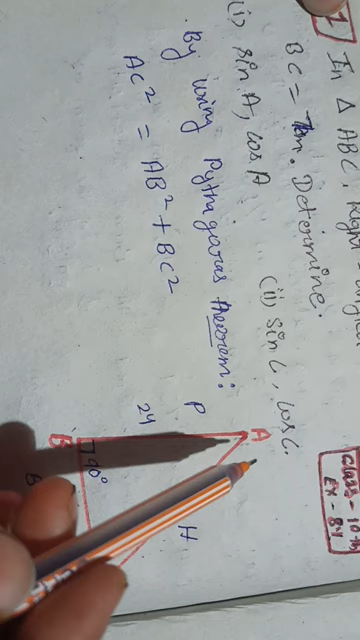 1 In Δ ABC, Right-
BC = 7cm. Determine.
(i) sin A, cos A (ii) sin C, cos C.
. By using Pythagoras theorem:
AC² = AB² + BC²
Class - 10th
EX - 8.1
A
P
24
H
B
90°